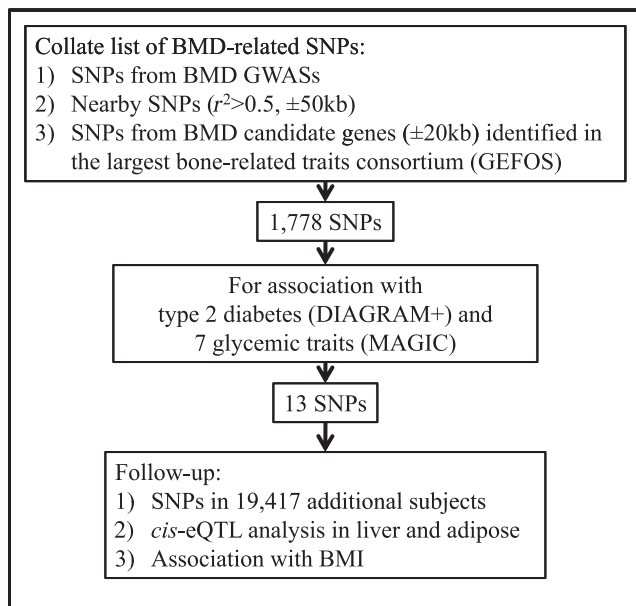 Collate list of BMD-related SNPs:
1) SNPs from BMD GWASs
2) Nearby SNPs (r²>0.5, ±50kb)
3) SNPs from BMD candidate genes (±20kb) identified in
the largest bone-related traits consortium (GEFOS)
1,778 SNPs
For association with
type 2 diabetes (DIAGRAM+) and
7 glycemic traits (MAGIC)
13 SNPs
Follow-up:
1) SNPs in 19,417 additional subjects
2) cis-eQTL analysis in liver and adipose
3) Association with BMI